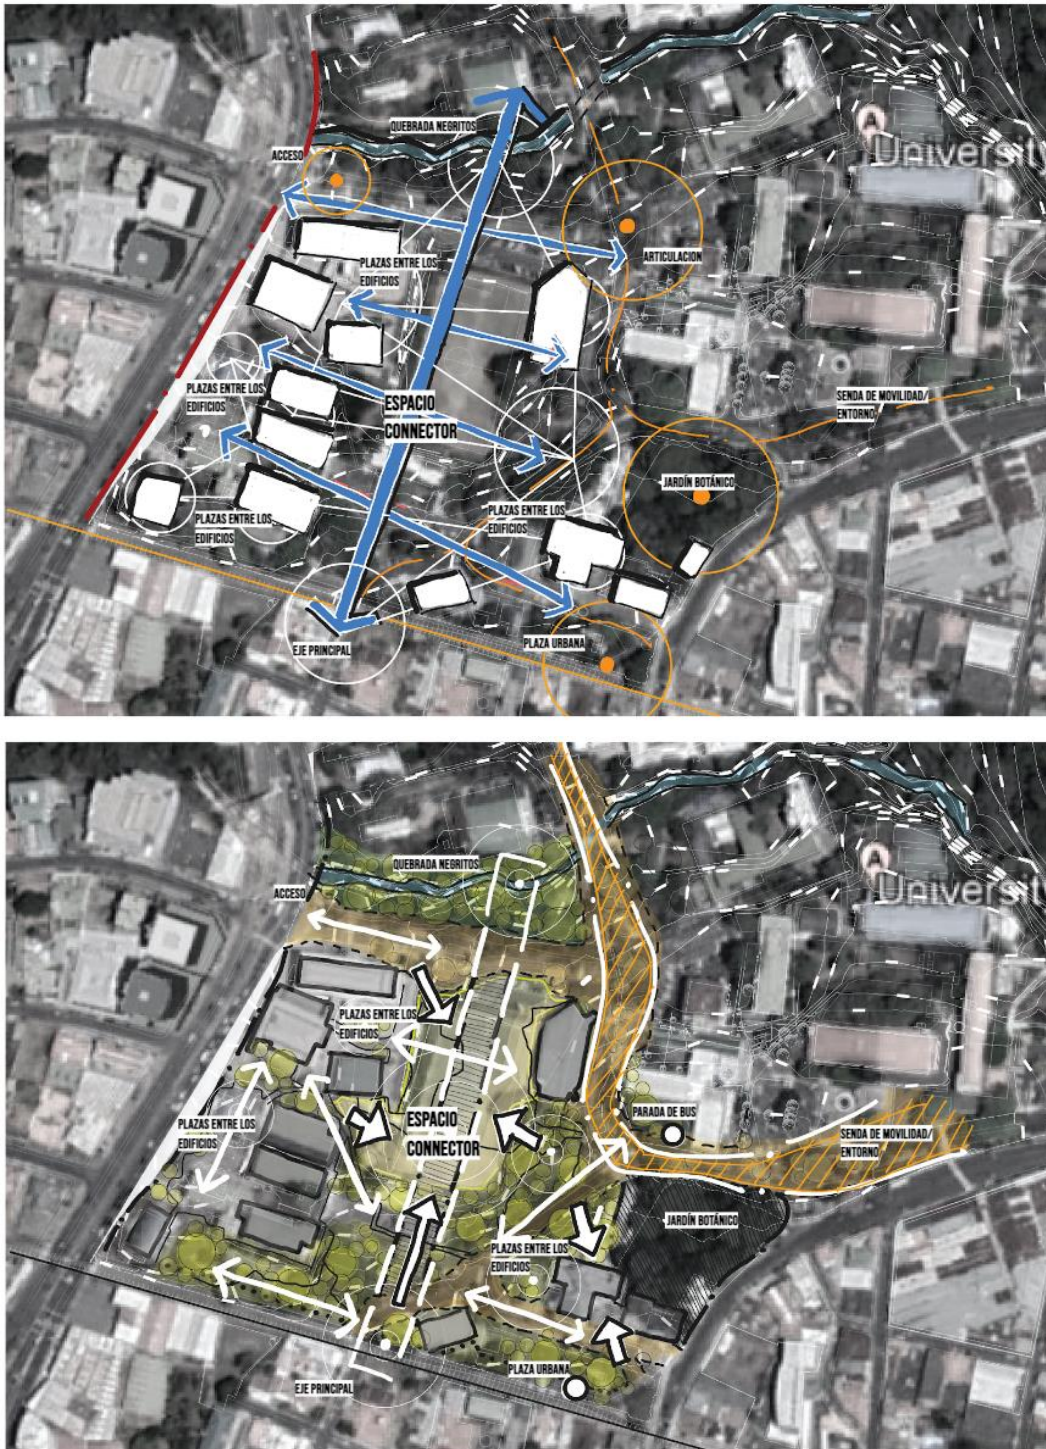 QUEBRADA NEGRITOS
University
ACCESO
ARTICULACION
PLAZAS ENTRE LOS
EDIFICIOS
PLAZAS ENTRE LOS
EDIFICIOS
ESPACIO
CONNECTOR
SENDA DE MOVILIDAD/
ENTORNO
JARDÍN BOTÁNICO
PLAZAS ENTRE LOS
EDIFICIOS
PLAZAS ENTRE LOS
EDIFICIOS
EJE PRINCIPAL
PLAZA URBANA
QUEBRADA NEGRITOS
University
ACCESO
PLAZAS ENTRE LOS
EDIFICIOS
PLAZAS ENTRE LOS
EDIFICIOS
ESPACIO
CONNECTOR
PARADA DE BUS
SENDA DE MOVILIDAD/
ENTORNO
JARDÍN BOTÁNICO
PLAZAS ENTRE LOS
EDIFICIOS
PLAZA URBANA
EJE PRINCIPAL